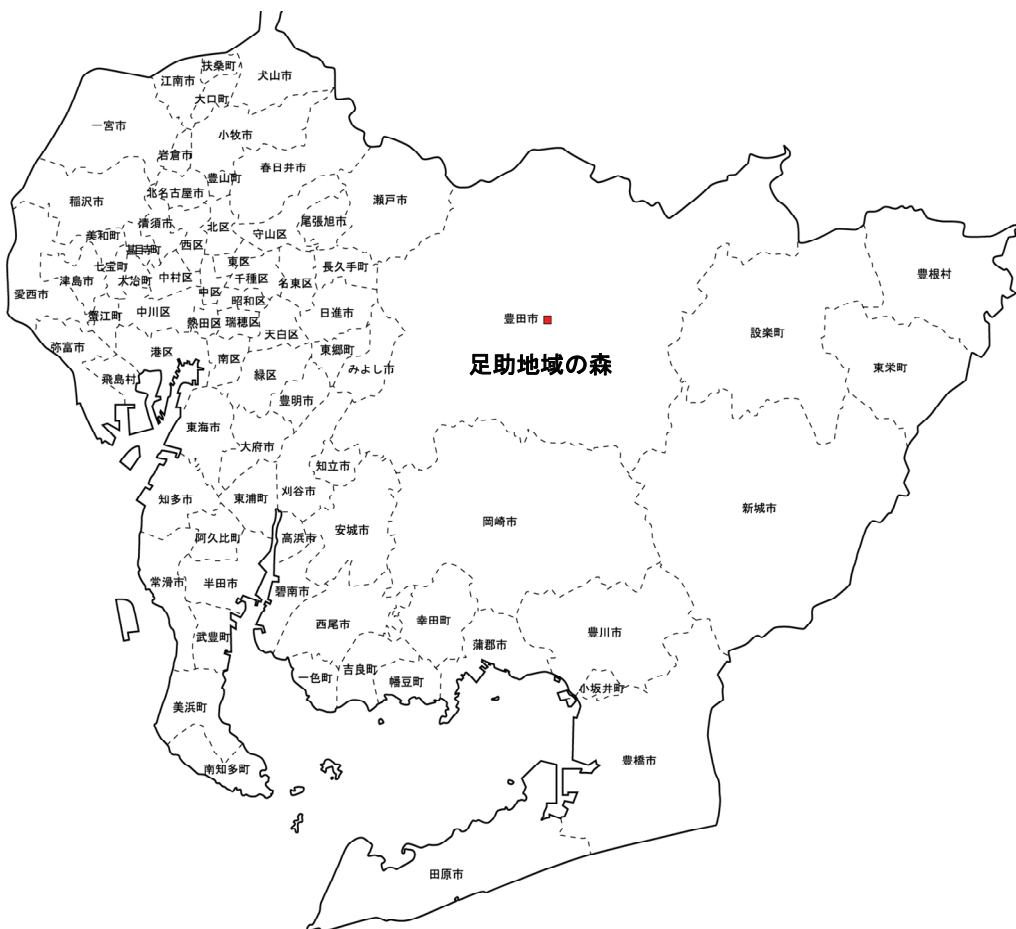 扶桑町
犬山市
江南市
大口町
一宮市
小牧市
岩倉市
春日井市
豊山町
北名古屋市
瀬戸市
稲沢市
清須市
北区
尾張旭市
美和町
守山区
西区
甚目寺町
東区
七宝町
長久手町
津島市
大治町
中村区
千種区
名東区
豊根村
愛西市
中区
昭和区
蟹江町
中川区
熱田区
瑞穂区
日進市
豊田市
天白区
設楽町
弥富市
港区
南区
東郷町
みよし市
足助地域の森
東栄町
飛島村
緑区
豊明市
東海市
大府市
知立市
知多市
東浦町
刈谷市
新城市
岡崎市
安城市
阿久比町
高浜市
常滑市
半田市
碧南市
武豊町
西尾市
幸田町
豊川市
蒲郡市
吉良町
一色町
幡豆町
小坂井町
美浜町
豊橋市
南知多町
田原市